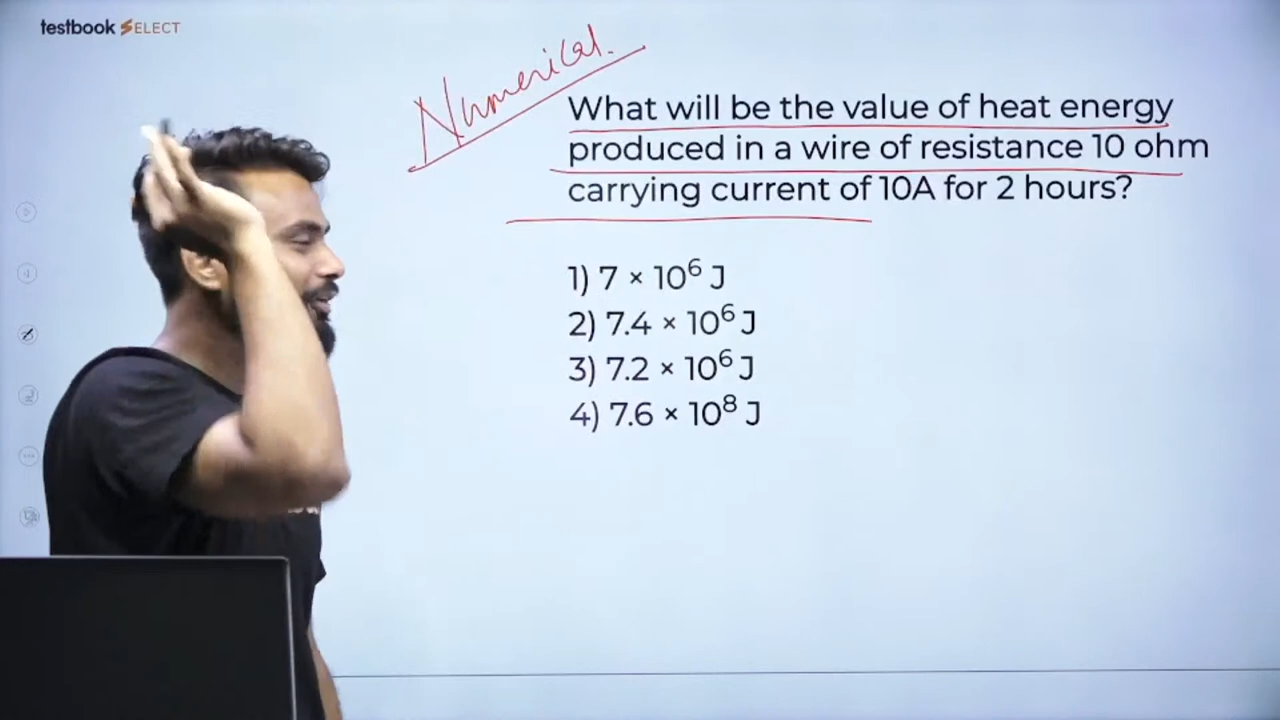 testbook SELECT
Numerical.
What will be the value of heat energy
produced in a wire of resistance 10 ohm
carrying current of 10A for 2 hours?
1) 7 × 10⁶ J
2) 7.4 × 10⁶ J
3) 7.2 × 10⁶ J
4) 7.6 × 10⁸ J